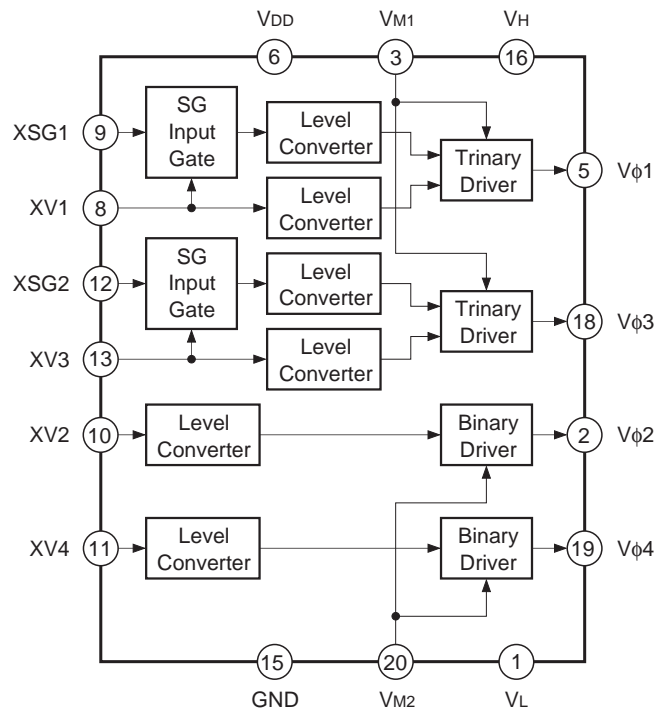 VDD
VM1
VH
6
3
16
XSG1
9
SG
Input
Gate
Level
Converter
Trinary
Driver
5
Vϕ1
XV1
8
Level
Converter
XSG2
12
SG
Input
Gate
Level
Converter
Trinary
Driver
18
Vϕ3
XV3
13
Level
Converter
XV2
10
Level
Converter
Binary
Driver
2
Vϕ2
XV4
11
Level
Converter
Binary
Driver
19
Vϕ4
15
20
1
GND
VM2
VL